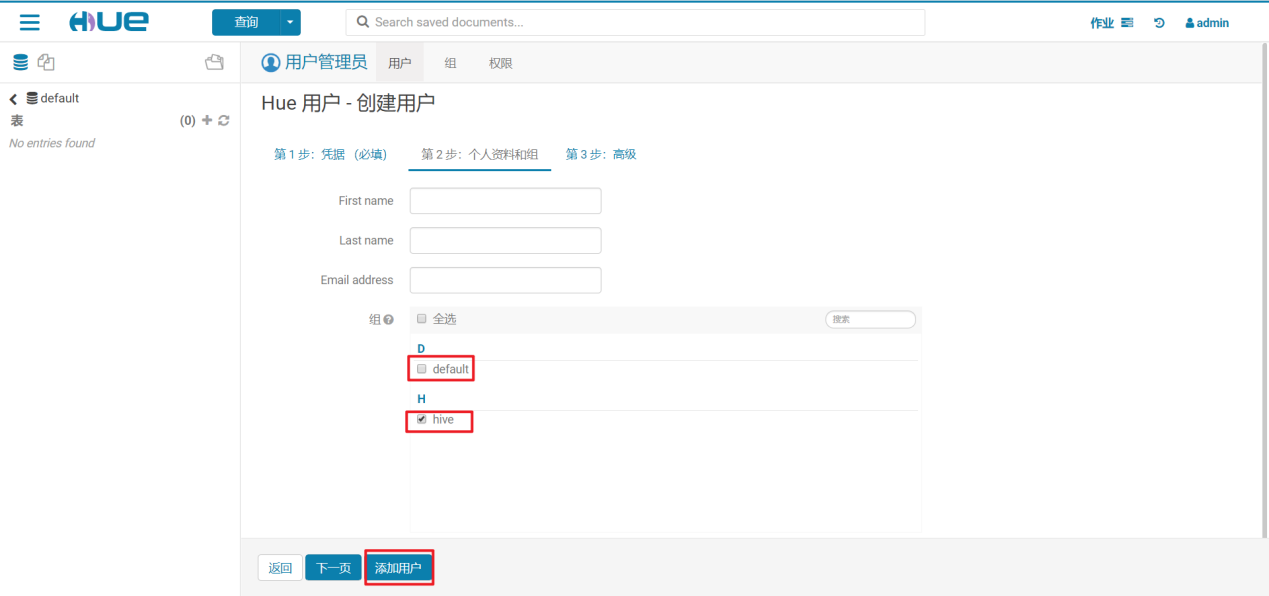 HUE
查询
Search saved documents...
作业
admin
default
表
(0)
No entries found
用户管理员
用户
组
权限
Hue 用户 - 创建用户
第 1 步：凭据 （必填）
第 2 步：个人资料和组
第 3 步：高级
First name
Last name
Email address
组
全选
搜索
D
default
H
hive
返回
下一页
添加用户